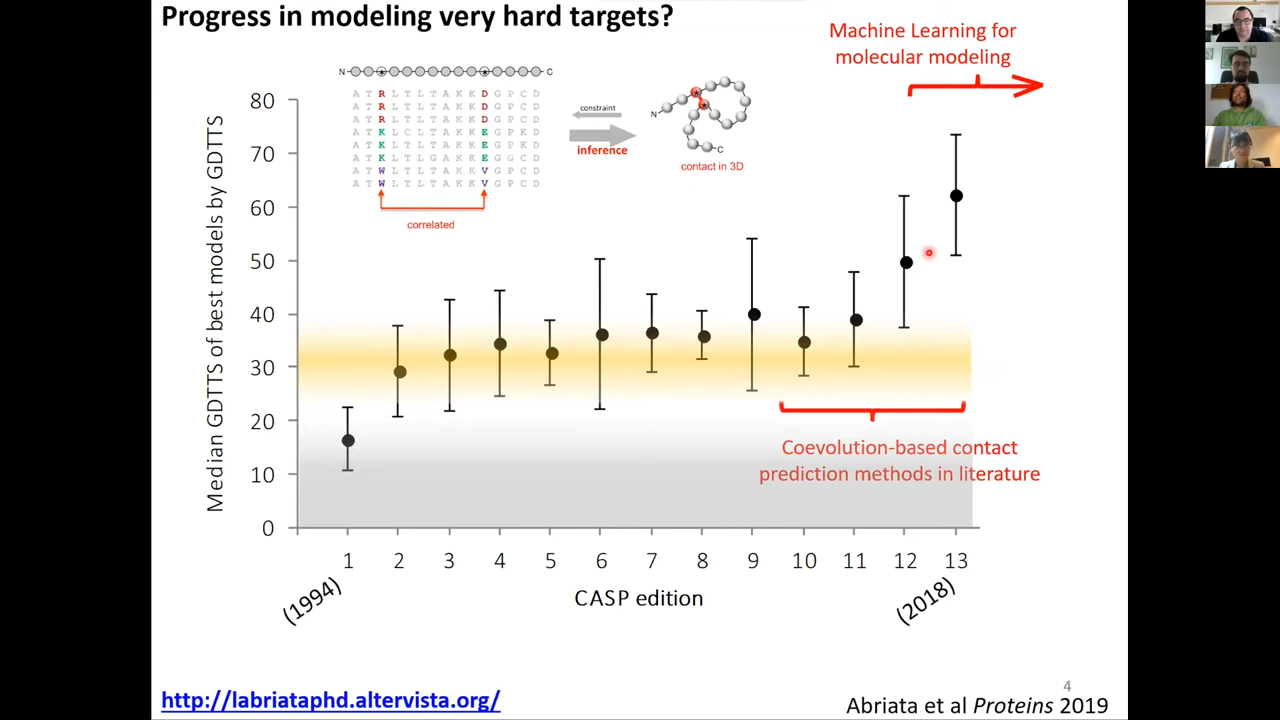 Progress in modeling very hard targets?
Machine Learning for
molecular modeling
N
C
A T R L T L T A K K D G P C D
A T R L T L T A K K D G P C D
A T R L T L T A K K D G P C D
A T K L C L T A K K E G P K D
A T K L T L T A K K E G P K D
A T K L T L G A K K E G G C D
A T W L T L T A K K V G P C D
A T W L T L T A K K V G P C D
correlated
constraint
inference
N
C
contact in 3D
Median GDTTS of best models by GDTTS
80
70
60
50
40
30
20
10
0
Coevolution-based contact
prediction methods in literature
1 2 3 4 5 6 7 8 9 10 11 12 13
(1994)
(2018)
CASP edition
4
http://labriataphd.altervista.org/
Abriata et al Proteins 2019